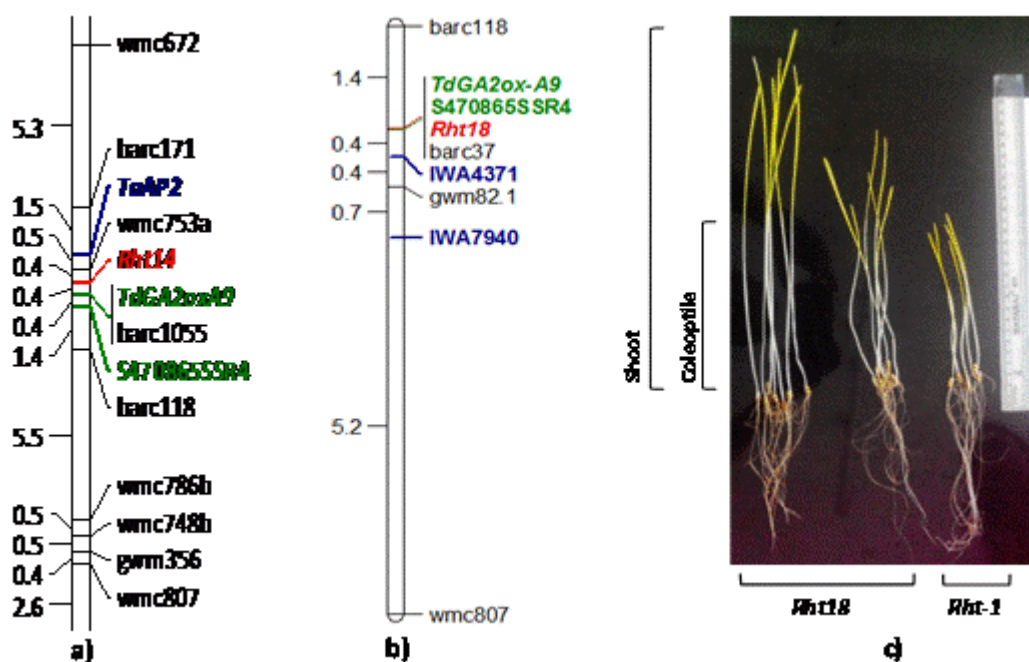 wmc672
5.3
barc171
TaAP2
1.5
wmc753a
0.5
0.4
Rht14
0.4
TdGA2oxA9
0.4
barc1055
1.4
S470865SSR4
barc118
5.5
wmc786b
0.5
wmc748b
0.5
gwm356
0.4
wmc807
2.6
a)
barc118
1.4
TdGA2ox-A9
S470865SSR4
Rht18
0.4
barc37
0.4
IWA4371
gwm82.1
0.7
IWA7940
5.2
wmc807
b)
Shoot
Coleoptile
Rht18
Rht-1
c)